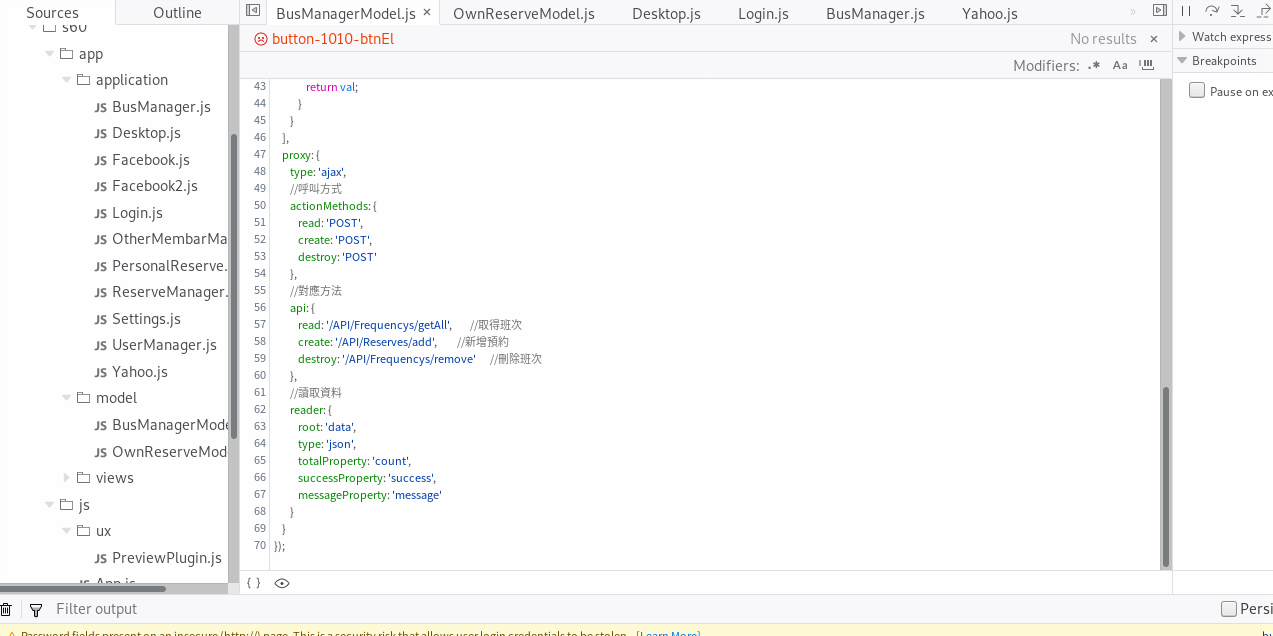 Sources Outline BusManagerModel.js × OwnReserveModel.js Desktop.js Login.js BusManager.js Yahoo.js »
s60
app
application
JS BusManager.js
JS Desktop.js
JS Facebook.js
JS Facebook2.js
JS Login.js
JS OtherMembarMa
JS PersonalReserve.
JS ReserveManager.
JS Settings.js
JS UserManager.js
JS Yahoo.js
model
JS BusManagerMode
JS OwnReserveMod
views
js
ux
JS PreviewPlugin.js
App.js
button-1010-btnEl No results ×
Modifiers: .* Aa
43 return val;
44 }
45 }
46 ],
47 proxy: {
48 type: 'ajax',
49 //呼叫方式
50 actionMethods: {
51 read: 'POST',
52 create: 'POST',
53 destroy: 'POST'
54 },
55 //對應方法
56 api: {
57 read: '/API/Frequencys/getAll', //取得班次
58 create: '/API/Reserves/add', //新增預約
59 destroy: '/API/Frequencys/remove' //刪除班次
60 },
61 //讀取資料
62 reader: {
63 root: 'data',
64 type: 'json',
65 totalProperty: 'count',
66 successProperty: 'success',
67 messageProperty: 'message'
68 }
69 }
70 });
{ }
Watch express
Breakpoints
Pause on ex
Filter output Persi
Password fields present on an insecure (http://) page. This is a security risk that allows user login credentials to be stolen. [Learn More]